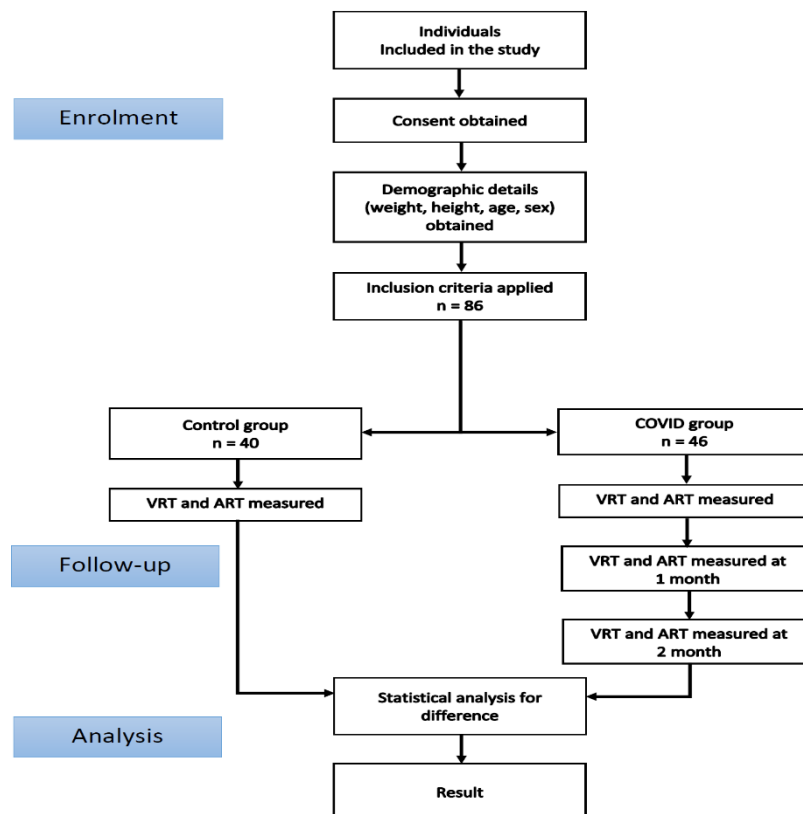 Individuals
Included in the study
Enrolment
Consent obtained
Demographic details
(weight, height, age, sex)
obtained
Inclusion criteria applied
n = 86
Control group
n = 40
COVID group
n = 46
VRT and ART measured
VRT and ART measured
Follow-up
VRT and ART measured at
1 month
VRT and ART measured at
2 month
Statistical analysis for
difference
Analysis
Result